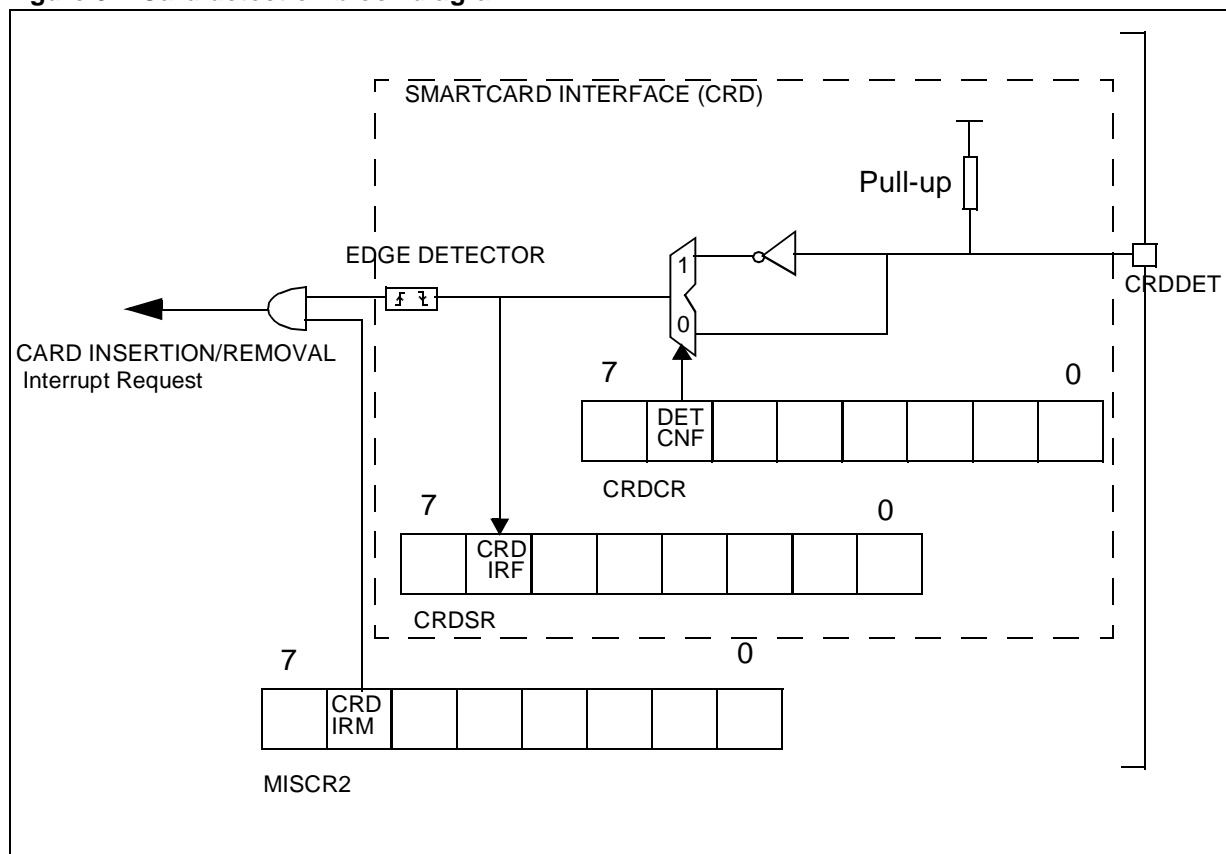 SMARTCARD INTERFACE (CRD)
Pull-up
EDGE DETECTOR
1
CRDDET
0
CARD INSERTION/REMOVAL
Interrupt Request
7
0
DET
CNF
CRDCR
7
0
CRD
IRF
CRDSR
7
0
CRD
IRM
MISCR2